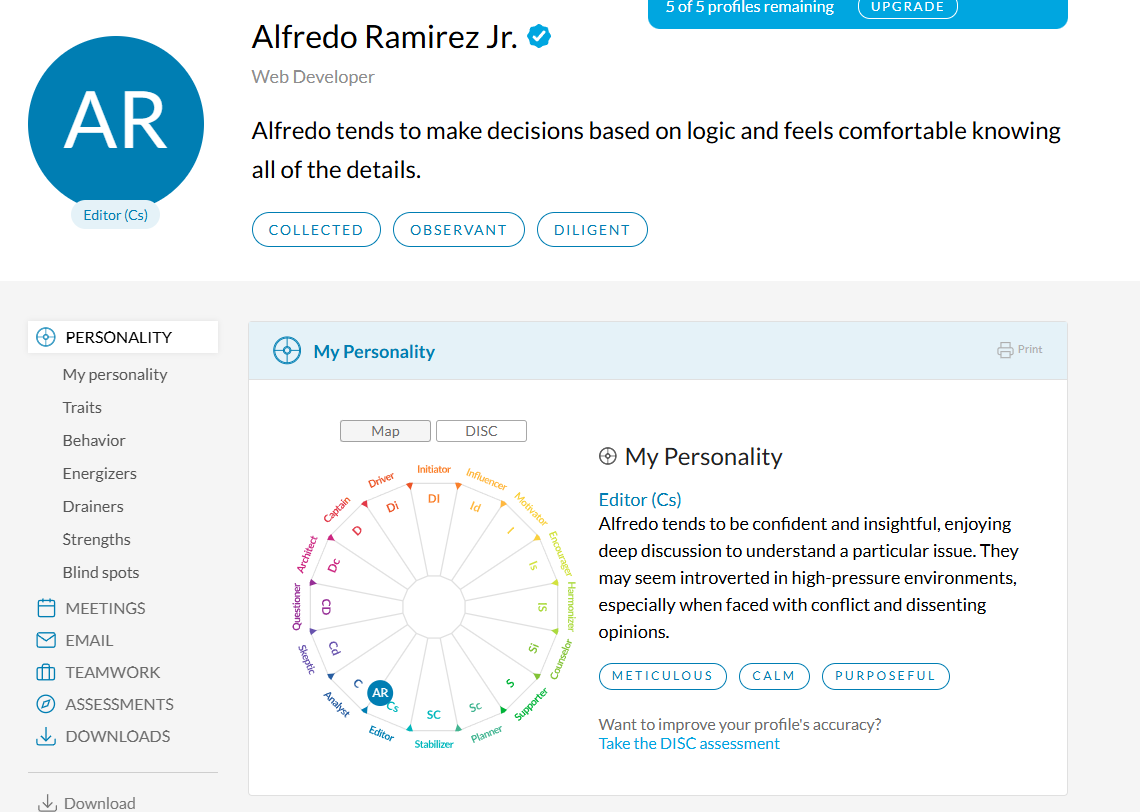 5 of 5 profiles remaining
UPGRADE
AR
Editor (Cs)
Alfredo Ramirez Jr.
Web Developer
Alfredo tends to make decisions based on logic and feels comfortable knowing
all of the details.
COLLECTED
OBSERVANT
DILIGENT
PERSONALITY
My personality
Traits
Behavior
Energizers
Drainers
Strengths
Blind spots
MEETINGS
EMAIL
TEAMWORK
ASSESSMENTS
DOWNLOADS
Download
My Personality
Print
Map
DISC
Initiator
DI
Influencer
Id
Motivator
I
Encourager
Is
Harmonizer
IS
Counselor
Si
Supporter
S
Planner
Sc
Stabilizer
SC
Editor
Cs
AR
Analyst
C
Skeptic
Cd
Questioner
CD
Architect
Dc
Captain
D
Driver
Di
My Personality
Editor (Cs)
Alfredo tends to be confident and insightful, enjoying
deep discussion to understand a particular issue. They
may seem introverted in high-pressure environments,
especially when faced with conflict and dissenting
opinions.
METICULOUS
CALM
PURPOSEFUL
Want to improve your profile's accuracy?
Take the DISC assessment